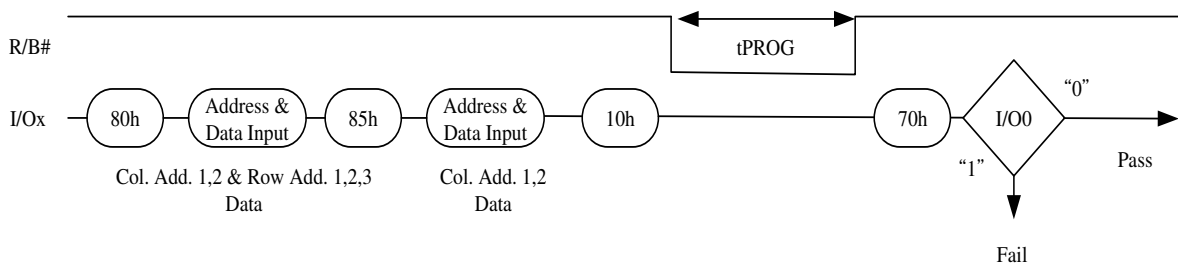 R/B#
tPROG
I/Ox
80h
Address &
Data Input
85h
Address &
Data Input
10h
70h
I/O0
“0”
“1”
Pass
Col. Add. 1,2 & Row Add. 1,2,3
Data
Col. Add. 1,2
Data
Fail